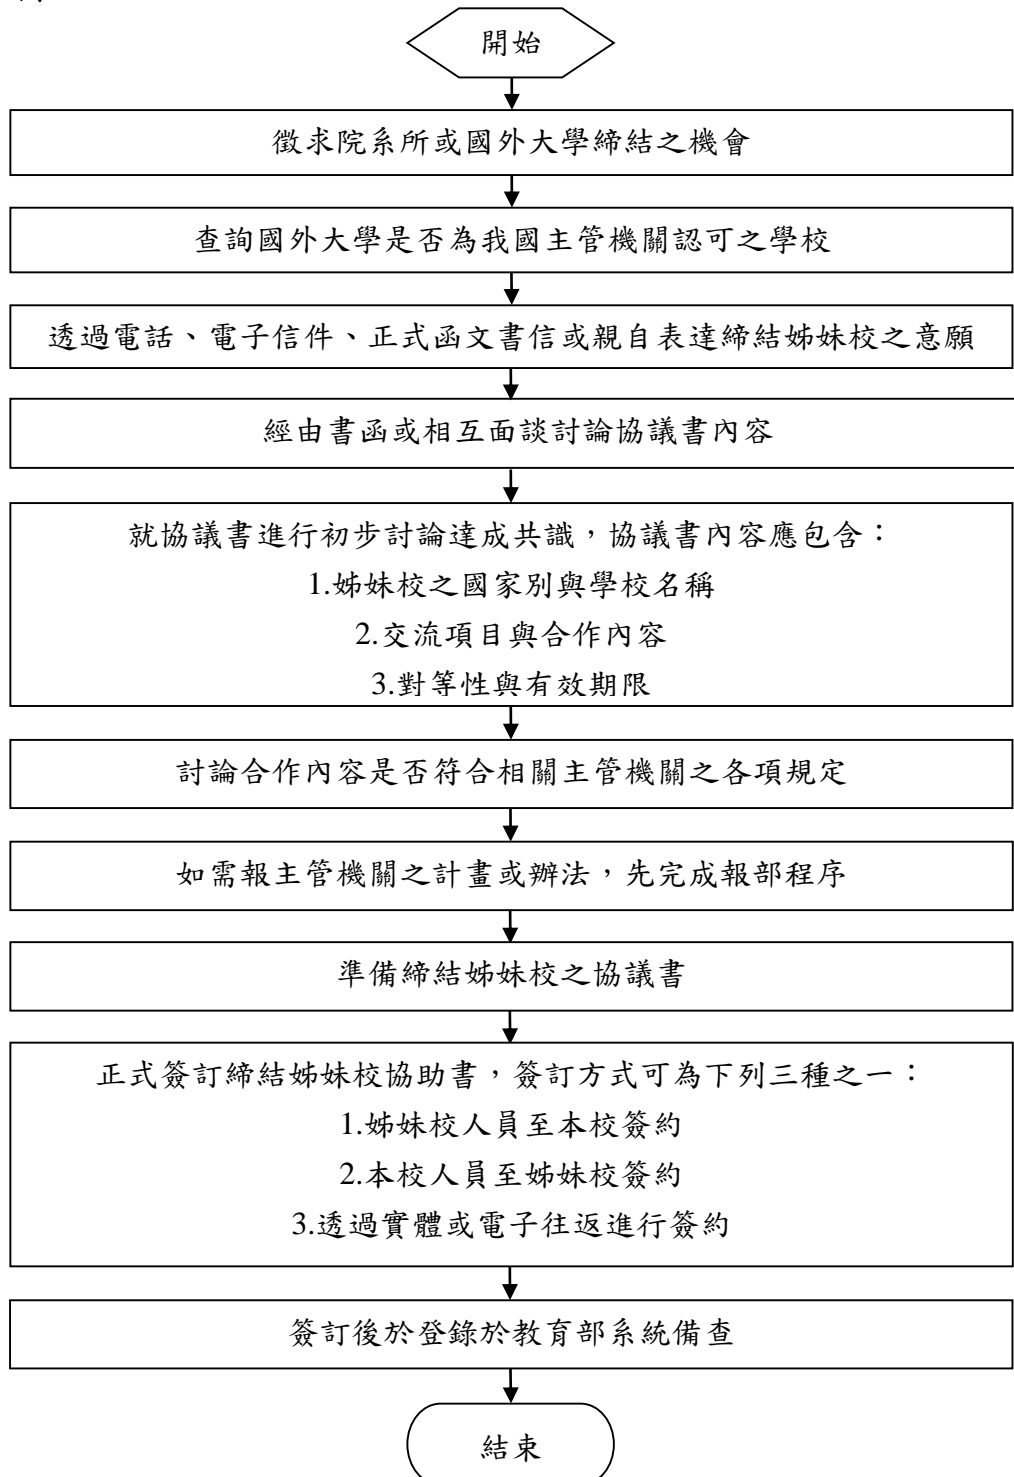 開始
徵求院系所或國外大學締結之機會
查詢國外大學是否為我國主管機關認可之學校
透過電話、電子信件、正式函文書信或親自表達締結姊妹校之意願
經由書函或相互面談討論協議書內容
就協議書進行初步討論達成共識，協議書內容應包含：
1.姊妹校之國家別與學校名稱
2.交流項目與合作內容
3.對等性與有效期限
討論合作內容是否符合相關主管機關之各項規定
如需報主管機關之計畫或辦法，先完成報部程序
準備締結姊妹校之協議書
正式簽訂締結姊妹校協助書，簽訂方式可為下列三種之一：
1.姊妹校人員至本校簽約
2.本校人員至姊妹校簽約
3.透過實體或電子往返進行簽約
簽訂後於登錄於教育部系統備查
結束